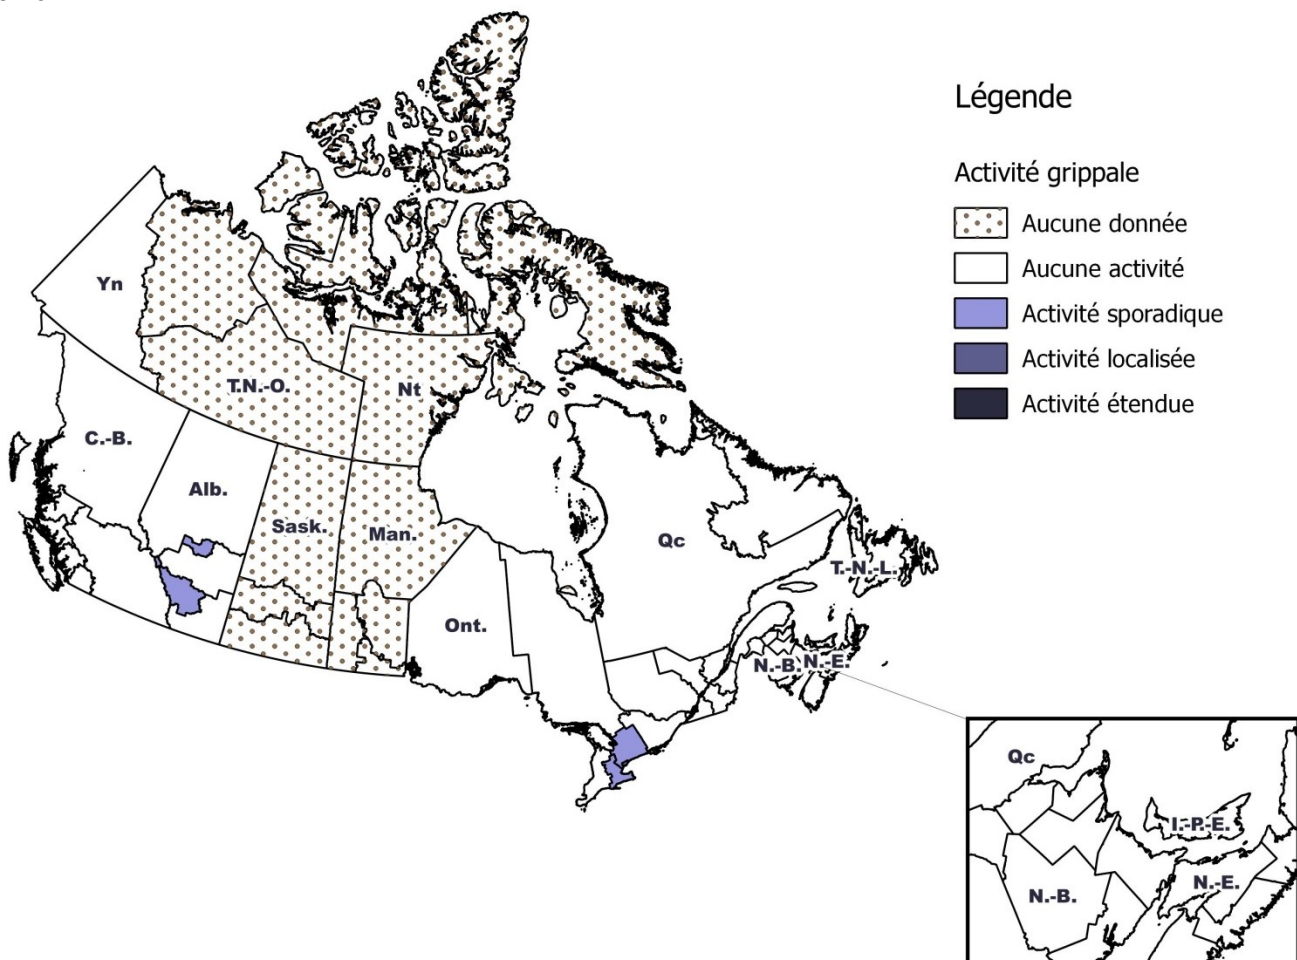 Légende
Activité grippale
Aucune donnée
Aucune activité
Activité sporadique
Activité localisée
Activité étendue
Yn
T.N.-O.
Nt
C.-B.
Alb.
Sask.
Man.
Qc
T.-N.-L.
Ont.
N.-B.
N.-E.
Qc
I.-P.-E.
N.-E.
N.-B.